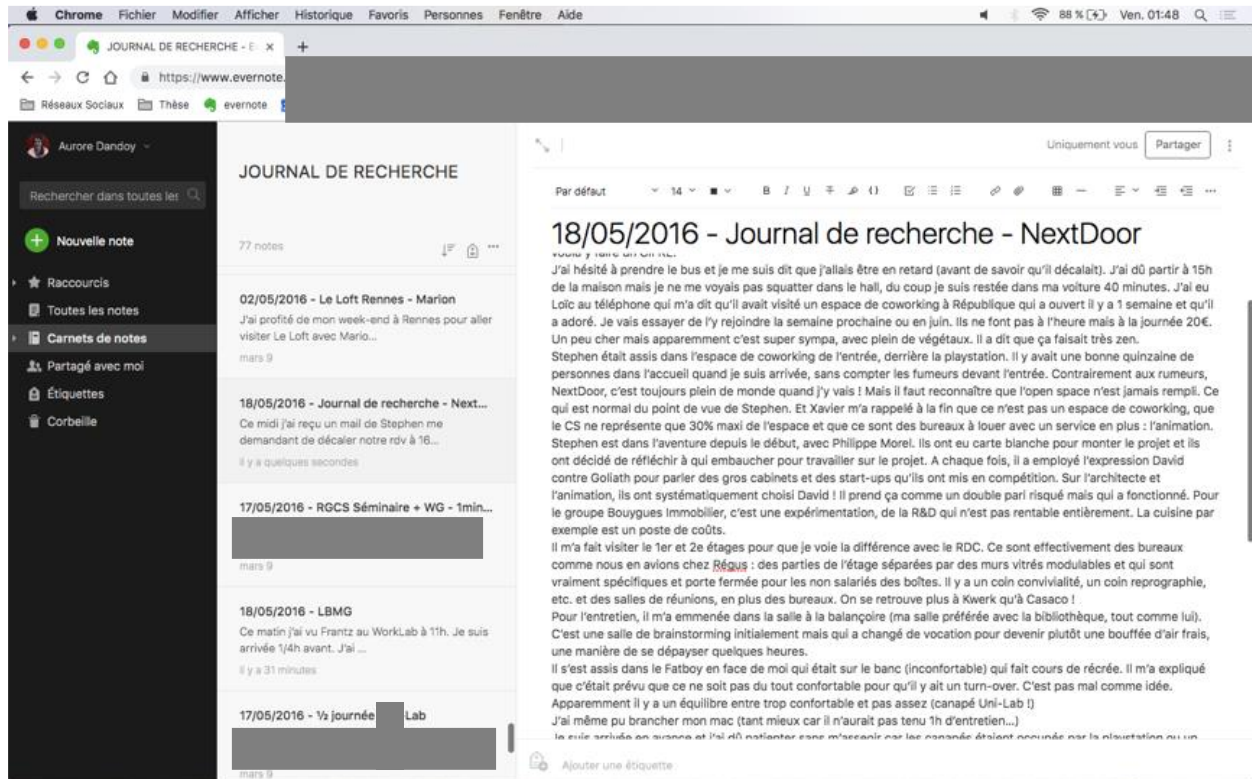 Chrome Fichier Modifier Afficher Historique Favoris Personnes Fenêtre Aide 88 % Ven. 01:48
JOURNAL DE RECHERCHE - E
https://www.evernote.
Réseaux Sociaux Thèse evernote
Aurore Dandoy
Rechercher dans toutes les
Nouvelle note
Raccourcis
Toutes les notes
Carnets de notes
Partagé avec moi
Étiquettes
Corbeille
JOURNAL DE RECHERCHE
77 notes
02/05/2016 - Le Loft Rennes - Marion
J'ai profité de mon week-end à Rennes pour aller
visiter Le Loft avec Mario...
mars 9
18/05/2016 - Journal de recherche - Next...
Ce midi j'ai reçu un mail de Stephen me
demandant de décaler notre rdv à 16...
il y a quelques secondes
17/05/2016 - RGCS Séminaire + WG - 1min...
mars 9
18/05/2016 - LBMG
Ce matin j'ai vu Frantz au WorkLab à 11h. Je suis
arrivée 1/4h avant. J'ai ...
il y a 31 minutes
17/05/2016 - ½ journée Lab
mars 9
Uniquement vous Partager
Par défaut 14 B I U
18/05/2016 - Journal de recherche - NextDoor
voulu y faire un CIFRE.
J'ai hésité à prendre le bus et je me suis dit que j'allais être en retard (avant de savoir qu'il décalait). J'ai dû partir à 15h
de la maison mais je ne me voyais pas squatter dans le hall, du coup je suis restée dans ma voiture 40 minutes. J'ai eu
Loïc au téléphone qui m'a dit qu'il avait visité un espace de coworking à République qui a ouvert il y a 1 semaine et qu'il
a adoré. Je vais essayer de l'y rejoindre la semaine prochaine ou en juin. Ils ne font pas à l'heure mais à la journée 20€.
Un peu cher mais apparemment c'est super sympa, avec plein de végétaux. Il a dit que ça faisait très zen.
Stephen était assis dans l'espace de coworking de l'entrée, derrière la playstation. Il y avait une bonne quinzaine de
personnes dans l'accueil quand je suis arrivée, sans compter les fumeurs devant l'entrée. Contrairement aux rumeurs,
NextDoor, c'est toujours plein de monde quand j'y vais ! Mais il faut reconnaître que l'open space n'est jamais rempli. Ce
qui est normal du point de vue de Stephen. Et Xavier m'a rappelé à la fin que ce n'est pas un espace de coworking, que
le CS ne représente que 30% maxi de l'espace et que ce sont des bureaux à louer avec un service en plus : l'animation.
Stephen est dans l'aventure depuis le début, avec Philippe Morel. Ils ont eu carte blanche pour monter le projet et ils
ont décidé de réfléchir à qui embaucher pour travailler sur le projet. A chaque fois, il a employé l'expression David
contre Goliath pour parler des gros cabinets et des start-ups qu'ils ont mis en compétition. Sur l'architecte et
l'animation, ils ont systématiquement choisi David ! Il prend ça comme un double pari risqué mais qui a fonctionné. Pour
le groupe Bouygues Immobilier, c'est une expérimentation, de la R&D qui n'est pas rentable entièrement. La cuisine par
exemple est un poste de coûts.
Il m'a fait visiter le 1er et 2e étages pour que je voie la différence avec le RDC. Ce sont effectivement des bureaux
comme nous en avions chez Régus : des parties de l'étage séparées par des murs vitrés modulables et qui sont
vraiment spécifiques et porte fermée pour les non salariés des boîtes. Il y a un coin convivialité, un coin reprographie,
etc. et des salles de réunions, en plus des bureaux. On se retrouve plus à Kwerk qu'à Casaco !
Pour l'entretien, il m'a emmenée dans la salle à la balançoire (ma salle préférée avec la bibliothèque, tout comme lui).
C'est une salle de brainstorming initialement mais qui a changé de vocation pour devenir plutôt une bouffée d'air frais,
une manière de se dépayser quelques heures.
Il s'est assis dans le Fatboy en face de moi qui était sur le banc (inconfortable) qui fait cours de récrée. Il m'a expliqué
que c'était prévu que ce ne soit pas du tout confortable pour qu'il y ait un turn-over. C'est pas mal comme idée.
Apparemment il y a un équilibre entre trop confortable et pas assez (canapé Uni-Lab !)
J'ai même pu brancher mon mac (tant mieux car il n'aurait pas tenu 1h d'entretien...)
Je suis arrivée en avance et j'ai dû patienter sans m'asseoir car les canapés étaient occupés par la playstation ou un
Ajouter une étiquette